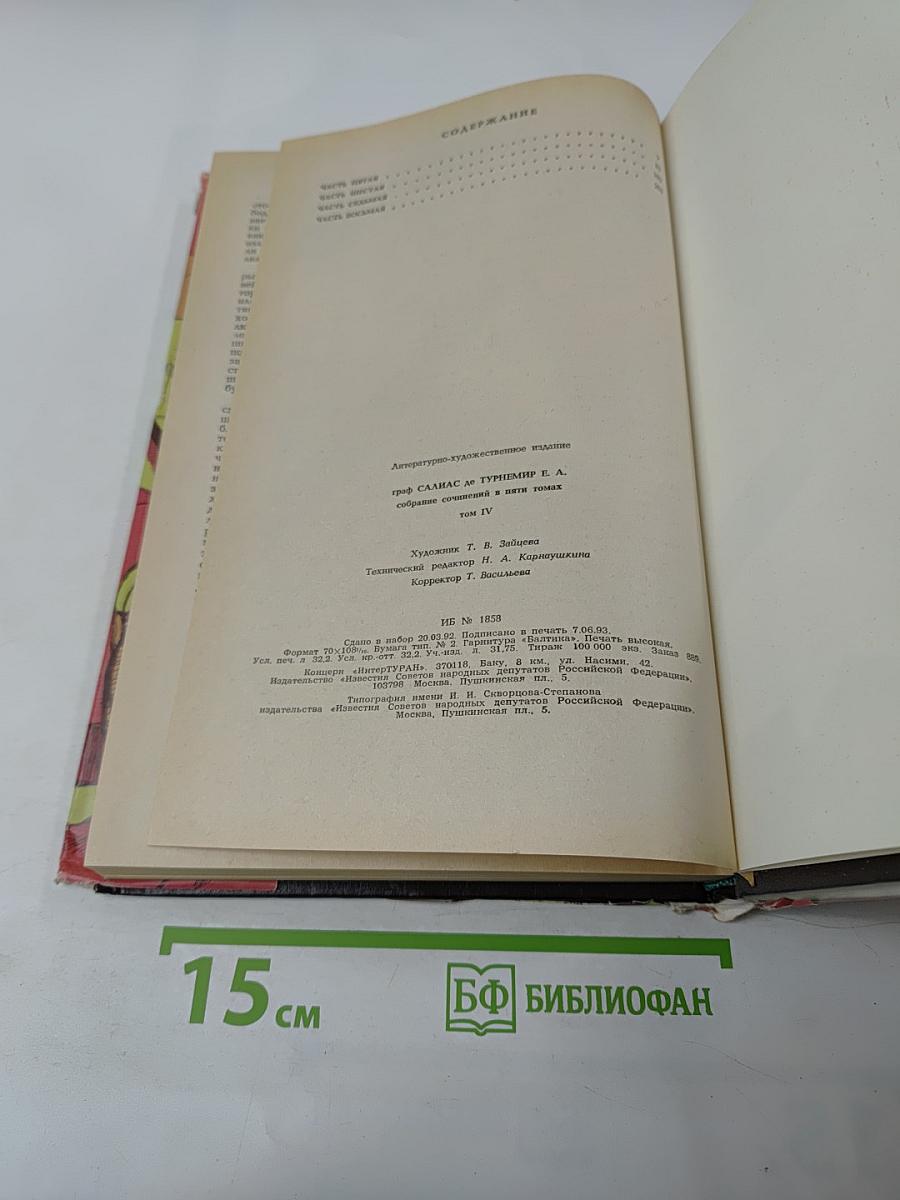 СОДЕРЖАНИЕ
ЧАСТЬ ПЯТАЯ
ЧАСТЬ ШЕСТАЯ
ЧАСТЬ СЕДЬМАЯ
ЧАСТЬ ВОСЬМАЯ
Литературно-художественное издание
граф САЛИАС де ТУРНЕМИР Е. А.
собрание сочинений в пяти томах
том IV
Художник Т. В. Зайцева
Технический редактор Н. А. Карнаушкина
Корректор Т. Васильева
ИБ № 1858
Сдано в набор 20.03.92. Подписано в печать 7.06.93.
Формат 70×108¹/₁₆. Бумага тип. № 2. Гарнитура «Балтика». Печать высокая.
Усл. печ. л 32,2. Усл. кр.-отт. 32,2. Уч.-изд. л. 31,75. Тираж 100 000 экз. Заказ 889.
Концерн «ИнтерТУРАН». 370118, Баку, 8 км., ул. Насими, 42.
Издательство «Известия Советов народных депутатов Российской Федерации».
103798 Москва, Пушкинская пл., 5.
Типография имени И. И. Скворцова-Степанова
издательства «Известия Советов народных депутатов Российской Федерации».
Москва, Пушкинская пл., 5.
15 см
БФ БИБЛИОФАН